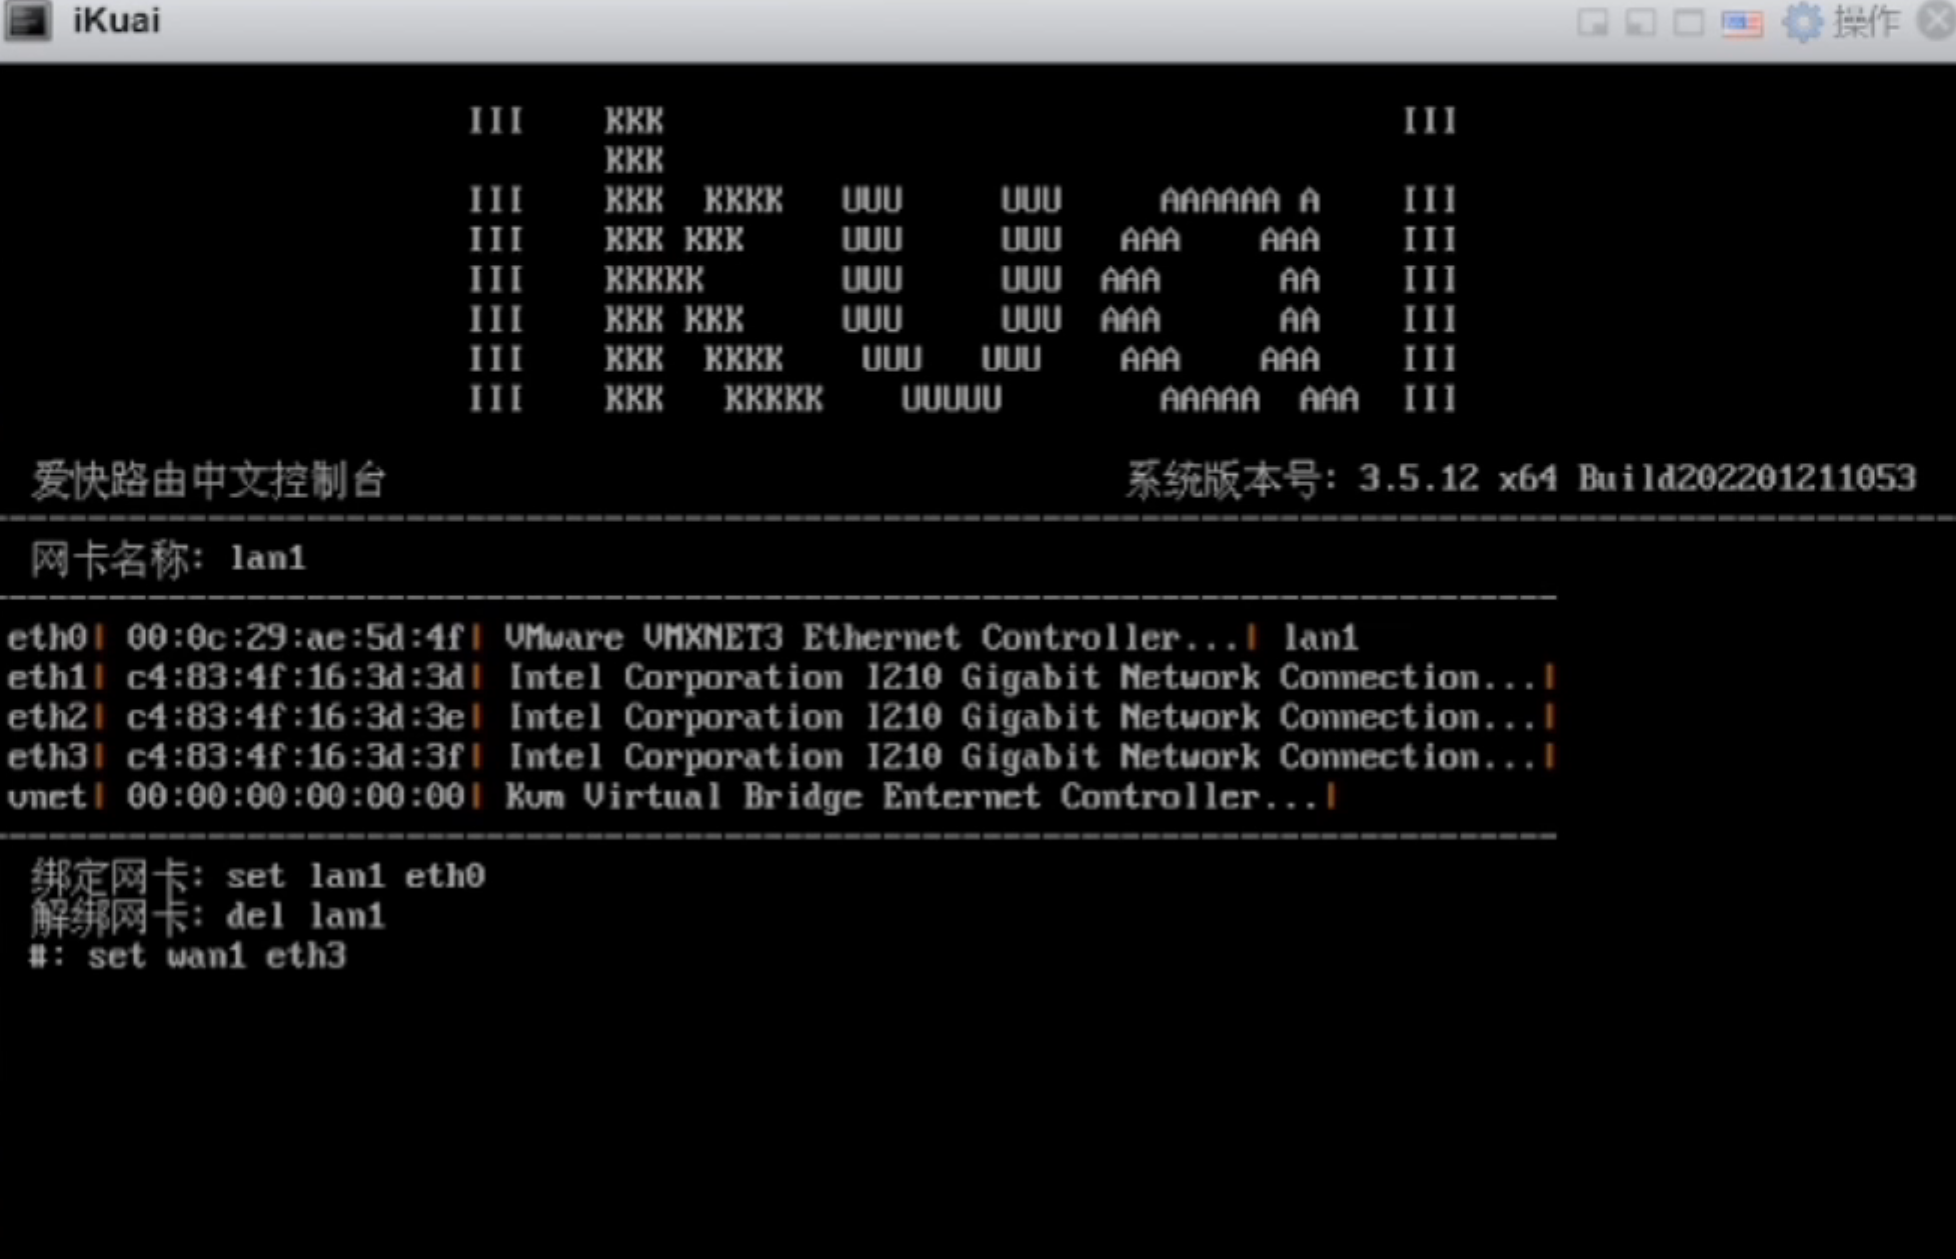 iKuai 操作
III    KKK                                     III
       KKK
III    KKK  KKKK   UUU     UUU     AAAAAA A    III
III    KKK KKK     UUU     UUU   AAA    AAA    III
III    KKKKK       UUU     UUU  AAA      AA    III
III    KKK KKK     UUU     UUU  AAA      AA    III
III    KKK  KKKK    UUU   UUU    AAA    AAA    III
III    KKK   KKKKK    UUUUU        AAAAA  AAA  III
爱快路由中文控制台 系统版本号: 3.5.12 x64 Build202201211053
网卡名称: lan1
eth0| 00:0c:29:ae:5d:4f| VMware VMXNET3 Ethernet Controller...| lan1
eth1| c4:83:4f:16:3d:3d| Intel Corporation I210 Gigabit Network Connection...|
eth2| c4:83:4f:16:3d:3e| Intel Corporation I210 Gigabit Network Connection...|
eth3| c4:83:4f:16:3d:3f| Intel Corporation I210 Gigabit Network Connection...|
vnet| 00:00:00:00:00:00| Kvm Virtual Bridge Enternet Controller...|
绑定网卡: set lan1 eth0
解绑网卡: del lan1
#: set wan1 eth3